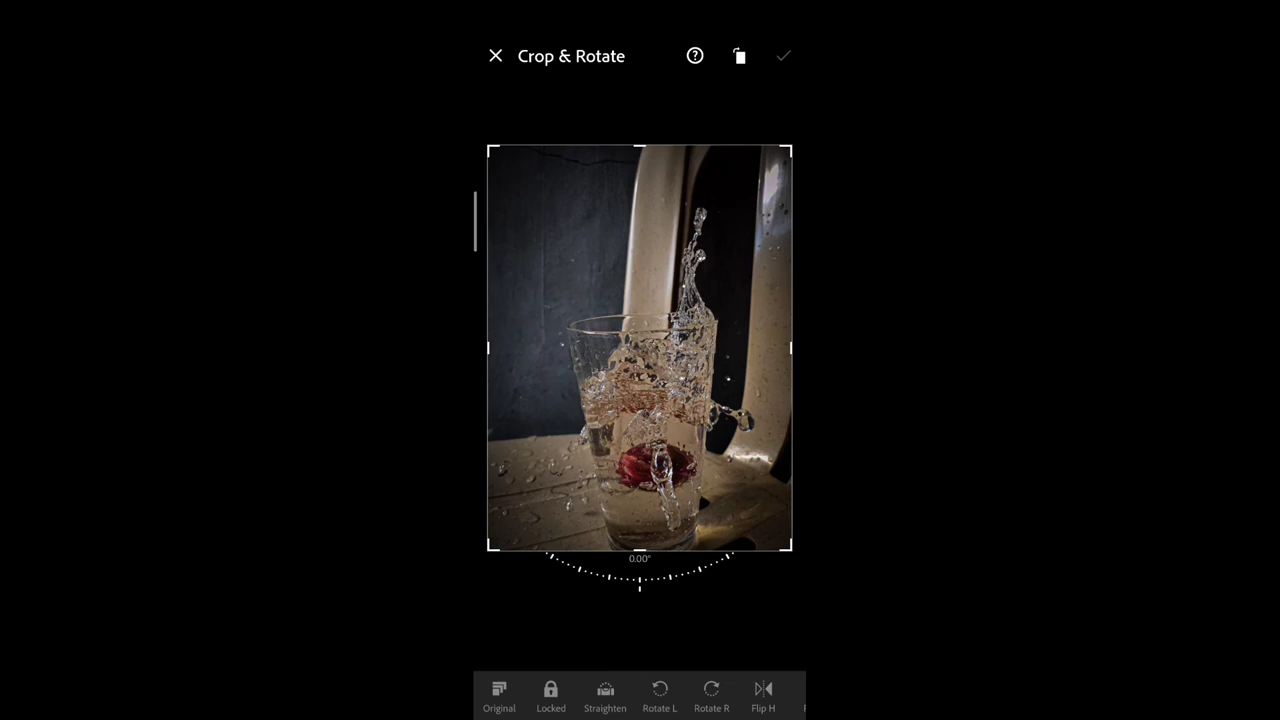 Crop & Rotate
0.00°
Original Locked Straighten Rotate L Rotate R Flip H